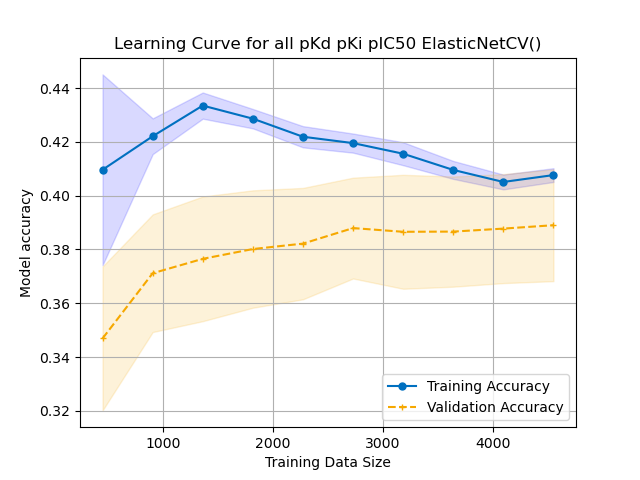 Learning Curve for all pKd pKi pIC50 ElasticNetCV()
0.44
0.42
0.40
0.38
0.36
0.34
0.32
Model accuracy
Training Accuracy
Validation Accuracy
1000
2000
3000
4000
Training Data Size